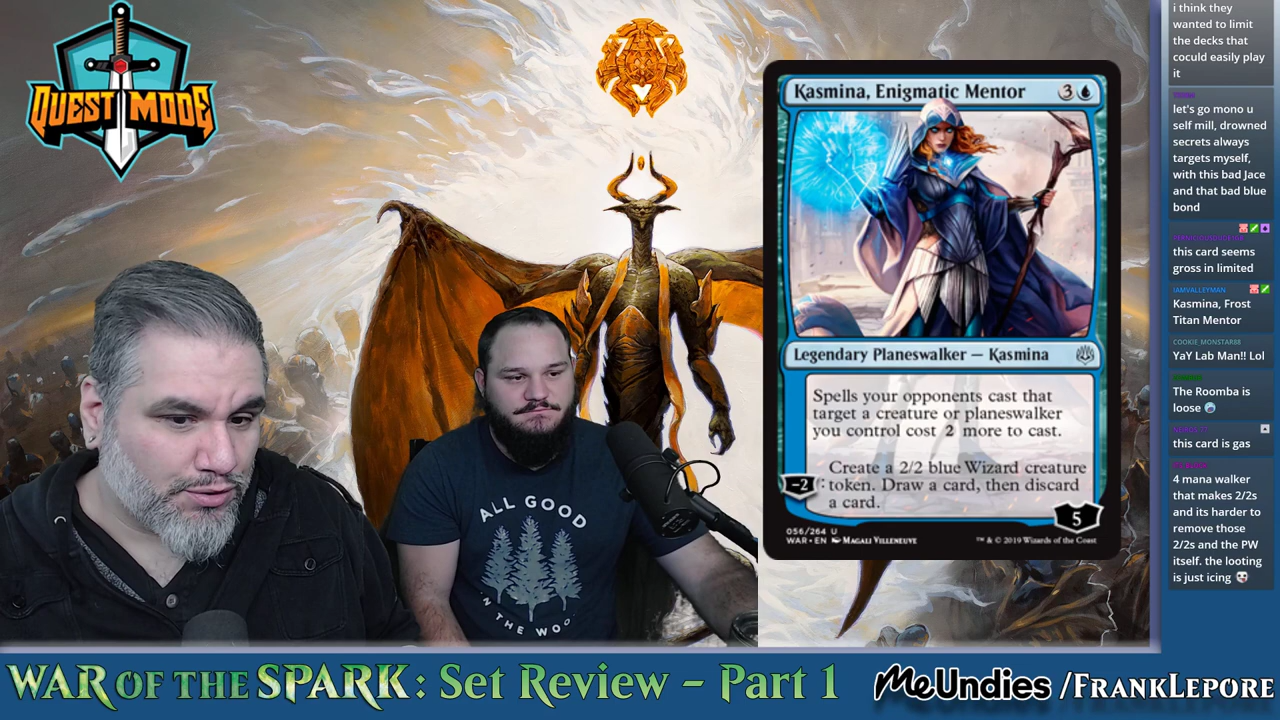 QUEST MODE
Kasmina, Enigmatic Mentor 3
Legendary Planeswalker — Kasmina
Spells your opponents cast that
target a creature or planeswalker
you control cost 2 more to cast.
-2: Create a 2/2 blue Wizard creature
token. Draw a card, then discard
a card.
5
056/264 U
WAR • EN Magali Villeneuve
™ & © 2019 Wizards of the Coast
ALL GOOD
IN THE WOO
i think they
wanted to limit
the decks that
coculd easily play
it
let's go mono u
self mill, drowned
secrets always
targets myself,
with this bad Jace
and that bad blue
bond
this card seems
gross in limited
IAMVALLEYMAN
Kasmina, Frost
Titan Mentor
COOKIE MONSTAR88
YaY Lab Man!! Lol
The Roomba is
loose
this card is gas
4 mana walker
that makes 2/2s
and its harder to
remove those
2/2s and the PW
itself. the looting
is just icing
WAR OF THE SPARK: Set Review - Part 1
MeUndies /FRANKLEPORE